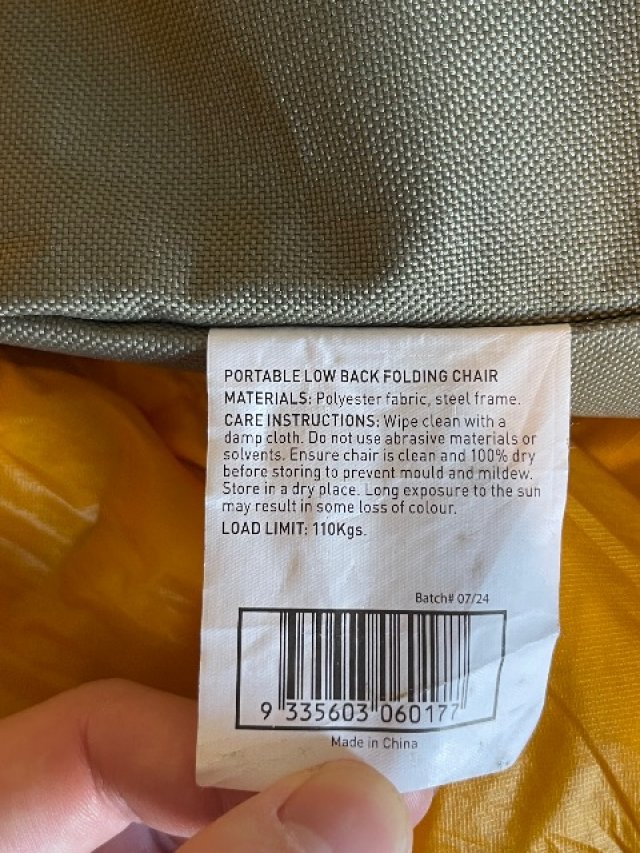 PORTABLE LOW BACK FOLDING CHAIR
MATERIALS: Polyester fabric, steel frame.
CARE INSTRUCTIONS: Wipe clean with a
damp cloth. Do not use abrasive materials or
solvents. Ensure chair is clean and 100% dry
before storing to prevent mould and mildew.
Store in a dry place. Long exposure to the sun
may result in some loss of colour.
LOAD LIMIT: 110Kgs.
Batch# 07/24
9 335603 060177
Made in China